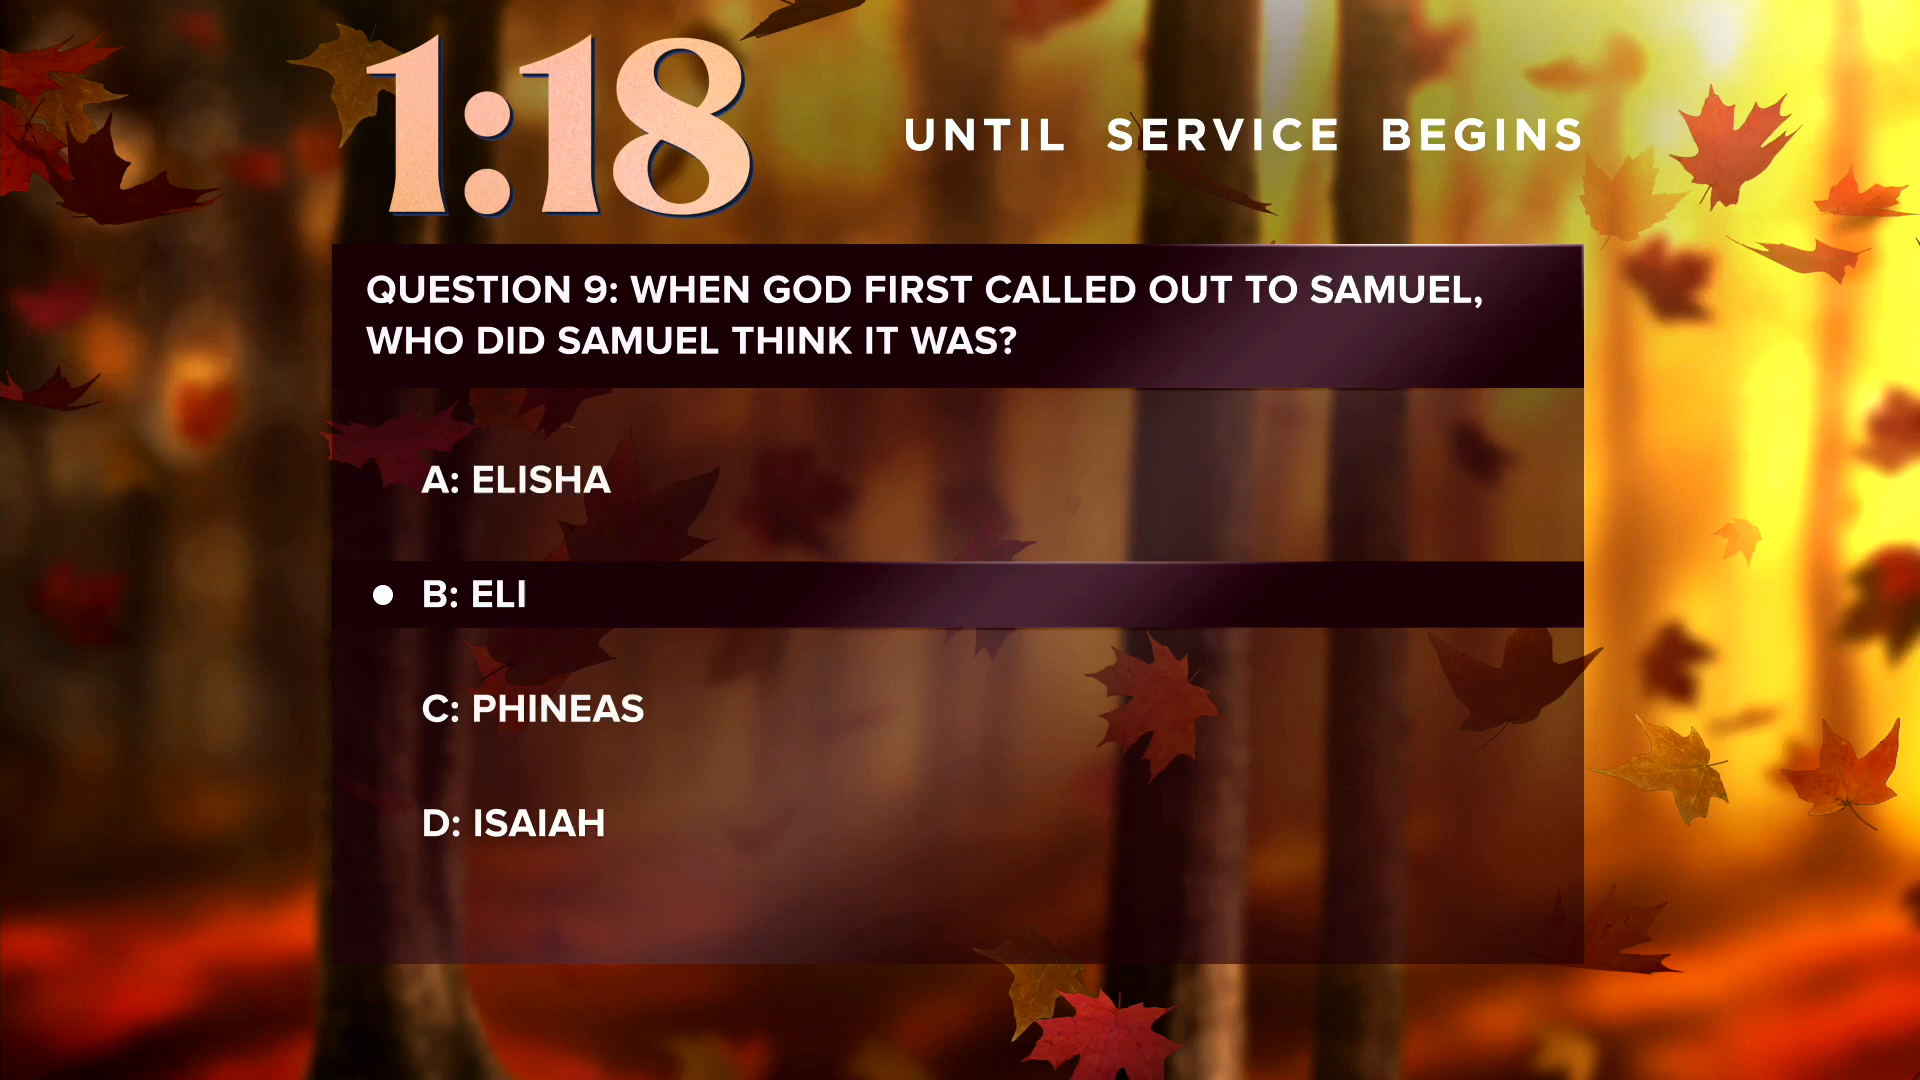 1:18
UNTIL SERVICE BEGINS
QUESTION 9: WHEN GOD FIRST CALLED OUT TO SAMUEL,
WHO DID SAMUEL THINK IT WAS?
A: ELISHA
B: ELI
C: PHINEAS
D: ISAIAH